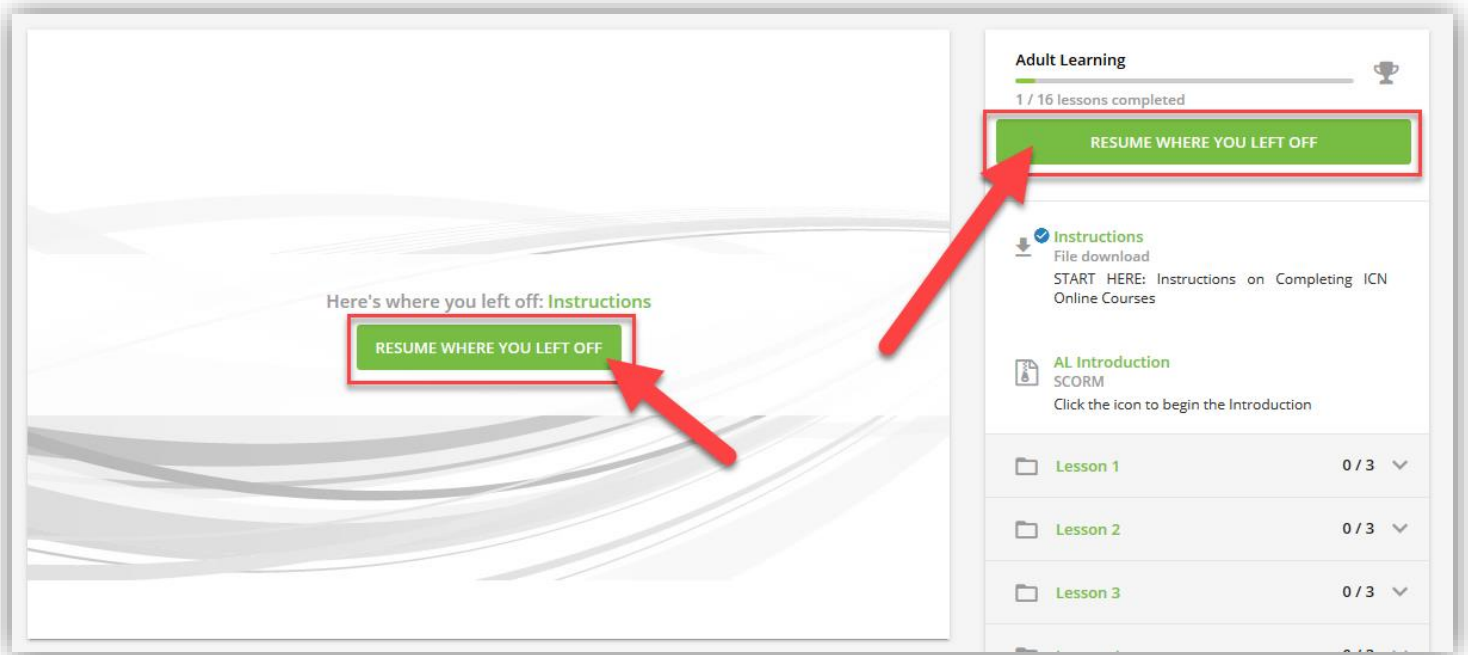 Here's where you left off: Instructions
RESUME WHERE YOU LEFT OFF
Adult Learning
1 / 16 lessons completed
RESUME WHERE YOU LEFT OFF
Instructions
File download
START HERE: Instructions on Completing ICN
Online Courses
AL Introduction
SCORM
Click the icon to begin the Introduction
Lesson 1 0 / 3
Lesson 2 0 / 3
Lesson 3 0 / 3